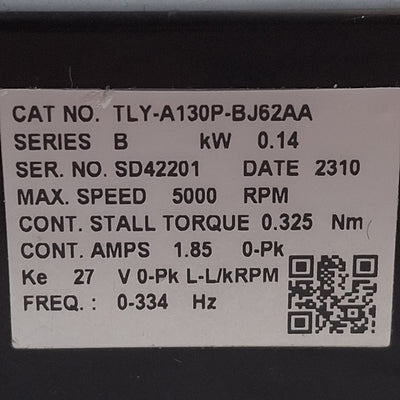 CAT NO. TLY-A130P-BJ62AA
SERIES B kW 0.14
SER. NO. SD42201 DATE 2310
MAX. SPEED 5000 RPM
CONT. STALL TORQUE 0.325 Nm
CONT. AMPS 1.85 0-Pk
Ke 27 V 0-Pk L-L/kRPM
FREQ. : 0-334 Hz